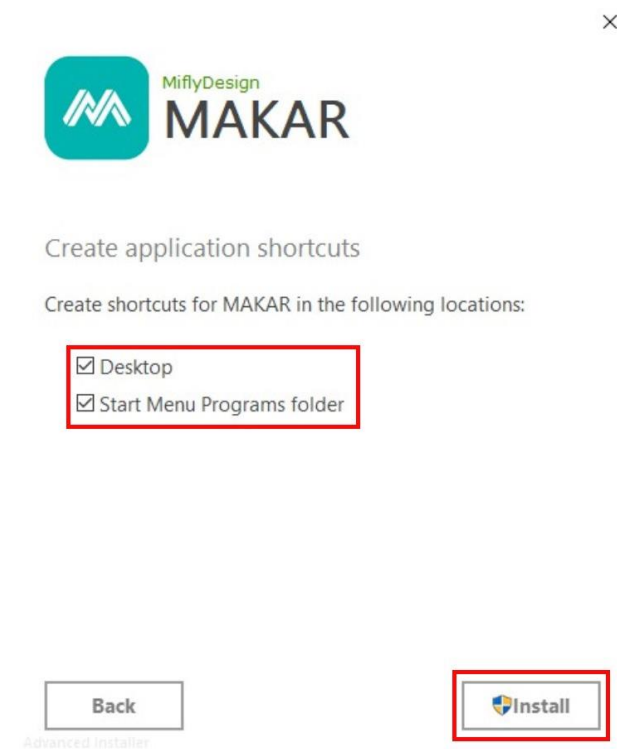 MiflyDesign
MAKAR
Create application shortcuts
Create shortcuts for MAKAR in the following locations:
Desktop
Start Menu Programs folder
Back
Install
Advanced Installer